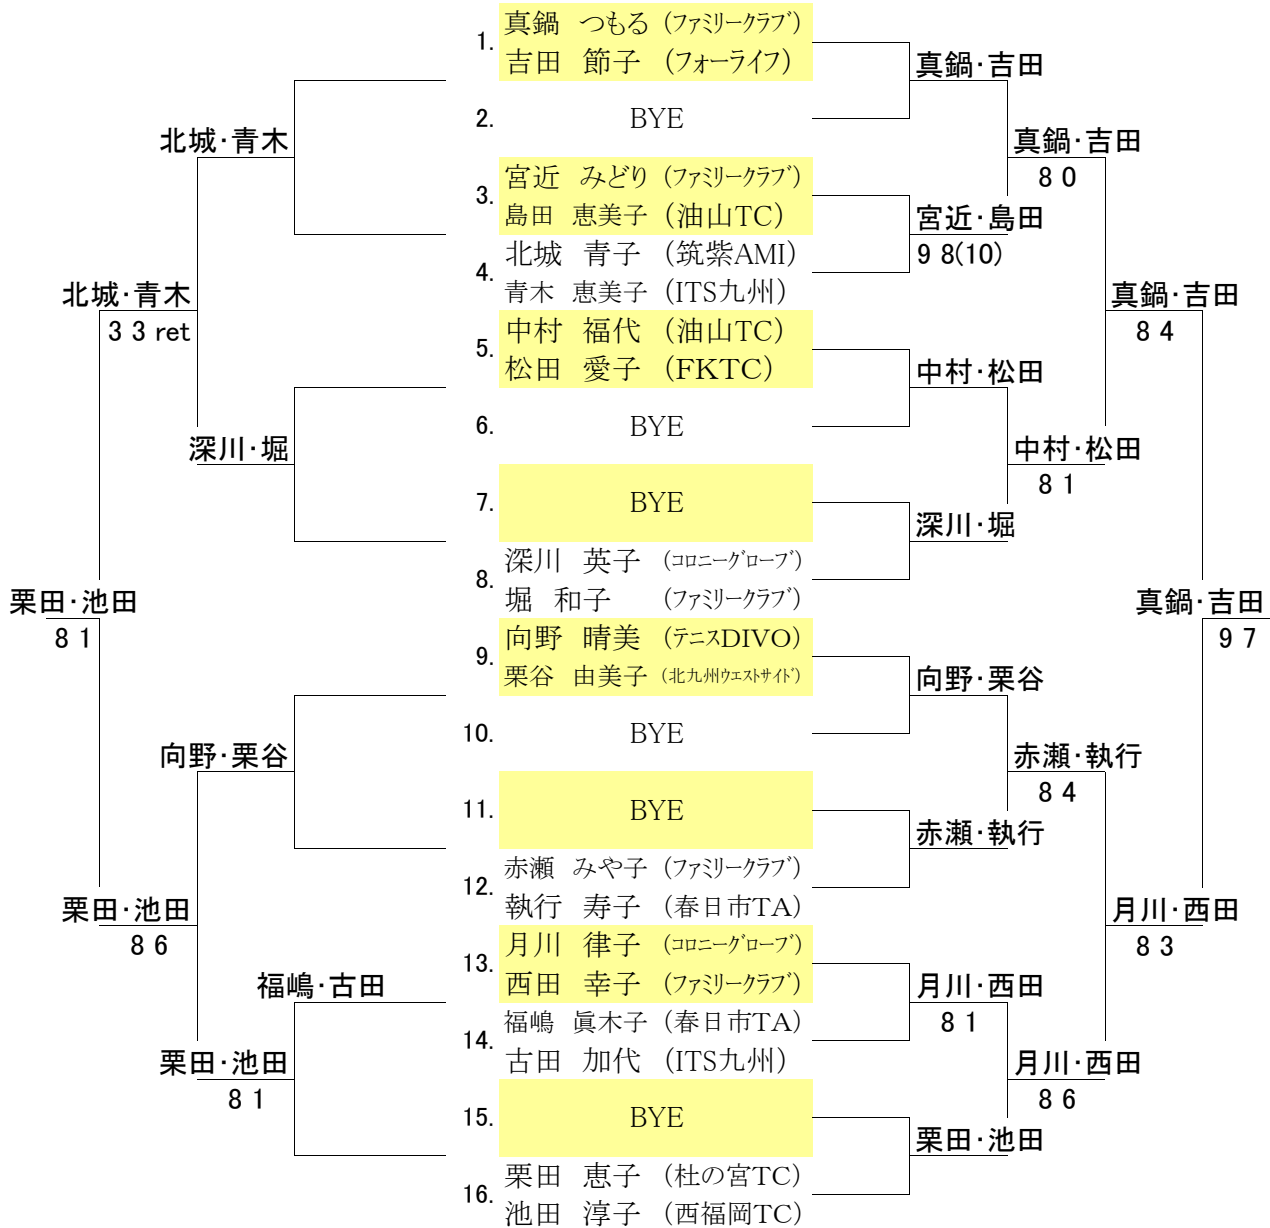 1.
真鍋 つもる (ファミリークラブ)
吉田 節子 (フォーライフ)
2.
BYE
3.
宮近 みどり (ファミリークラブ)
島田 恵美子 (油山TC)
4.
北城 青子 (筑紫AMI)
青木 恵美子 (ITS九州)
5.
中村 福代 (油山TC)
松田 愛子 (FKTC)
6.
BYE
7.
BYE
8.
深川 英子 (コロニーグローブ)
堀 和子 (ファミリークラブ)
9.
向野 晴美 (テニスDIVO)
栗谷 由美子 (北九州ウエストサイド)
10.
BYE
11.
BYE
12.
赤瀬 みや子 (ファミリークラブ)
執行 寿子 (春日市TA)
13.
月川 律子 (コロニーグローブ)
西田 幸子 (ファミリークラブ)
14.
福嶋 眞木子 (春日市TA)
古田 加代 (ITS九州)
15.
BYE
16.
栗田 恵子 (杜の宮TC)
池田 淳子 (西福岡TC)
真鍋・吉田
宮近・島田
9 8(10)
中村・松田
深川・堀
向野・栗谷
赤瀬・執行
月川・西田
8 1
栗田・池田
真鍋・吉田
8 0
中村・松田
8 1
赤瀬・執行
8 4
月川・西田
8 6
真鍋・吉田
8 4
月川・西田
8 3
真鍋・吉田
9 7
北城・青木
深川・堀
向野・栗谷
福嶋・古田
栗田・池田
8 1
北城・青木
3 3 ret
栗田・池田
8 6
栗田・池田
8 1